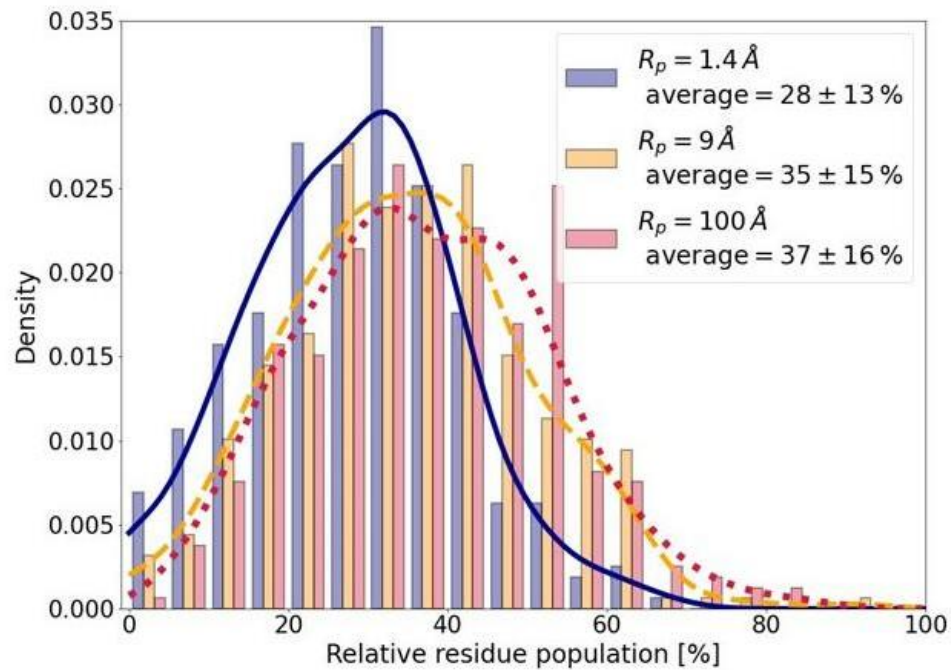 0.035
0.030
0.025
0.020
0.015
0.010
0.005
0.000
Density
R_p = 1.4 Å
average = 28 ± 13 %
R_p = 9 Å
average = 35 ± 15 %
R_p = 100 Å
average = 37 ± 16 %
0 20 40 60 80 100
Relative residue population [%]